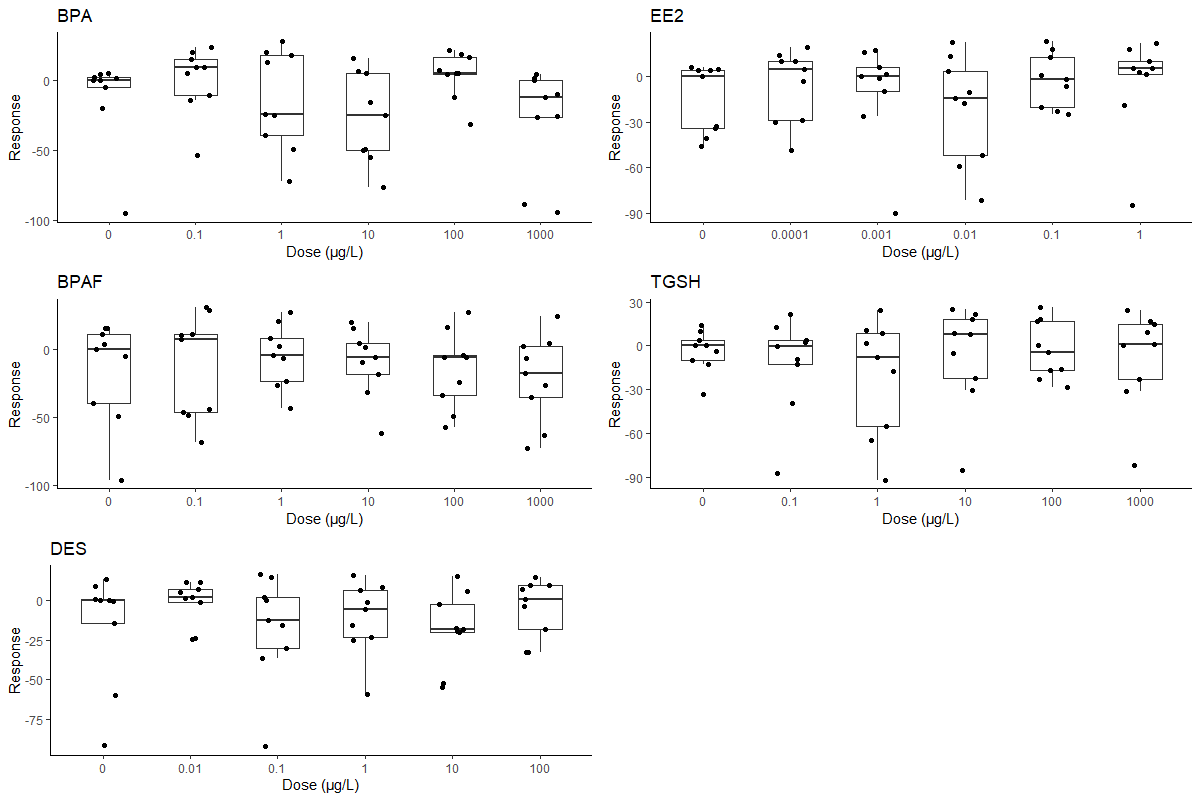 BPA
Response
0
-50
-100
0 0.1 1 10 100 1000
Dose (µg/L)
EE2
Response
0
-30
-60
-90
0 0.0001 0.001 0.01 0.1 1
Dose (µg/L)
BPAF
Response
0
-50
-100
0 0.1 1 10 100 1000
Dose (µg/L)
TGSH
Response
30
0
-30
-60
-90
0 0.1 1 10 100 1000
Dose (µg/L)
DES
Response
0
-25
-50
-75
0 0.01 0.1 1 10 100
Dose (µg/L)